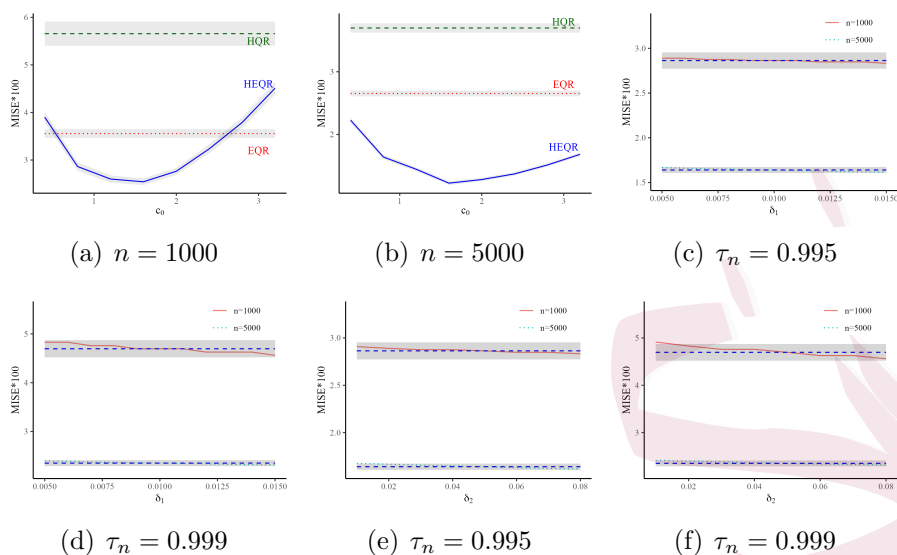 6
5
4
3
MISE*100
HQR
HEQR
EQR
1
2
3
c₀
(a) n = 1000
3
2
MISE*100
HQR
EQR
HEQR
1
2
3
c₀
(b) n = 5000
n=1000
n=5000
3.0
2.5
2.0
1.5
MISE*100
0.0050
0.0075
0.0100
0.0125
0.0150
δ₁
(c) τₙ = 0.995
n=1000
n=5000
5
4
3
MISE*100
0.0050
0.0075
0.0100
0.0125
0.0150
δ₁
(d) τₙ = 0.999
n=1000
n=5000
3.0
2.5
2.0
MISE*100
0.02
0.04
0.06
0.08
δ₂
(e) τₙ = 0.995
n=1000
n=5000
5
4
3
MISE*100
0.02
0.04
0.06
0.08
δ₂
(f) τₙ = 0.999